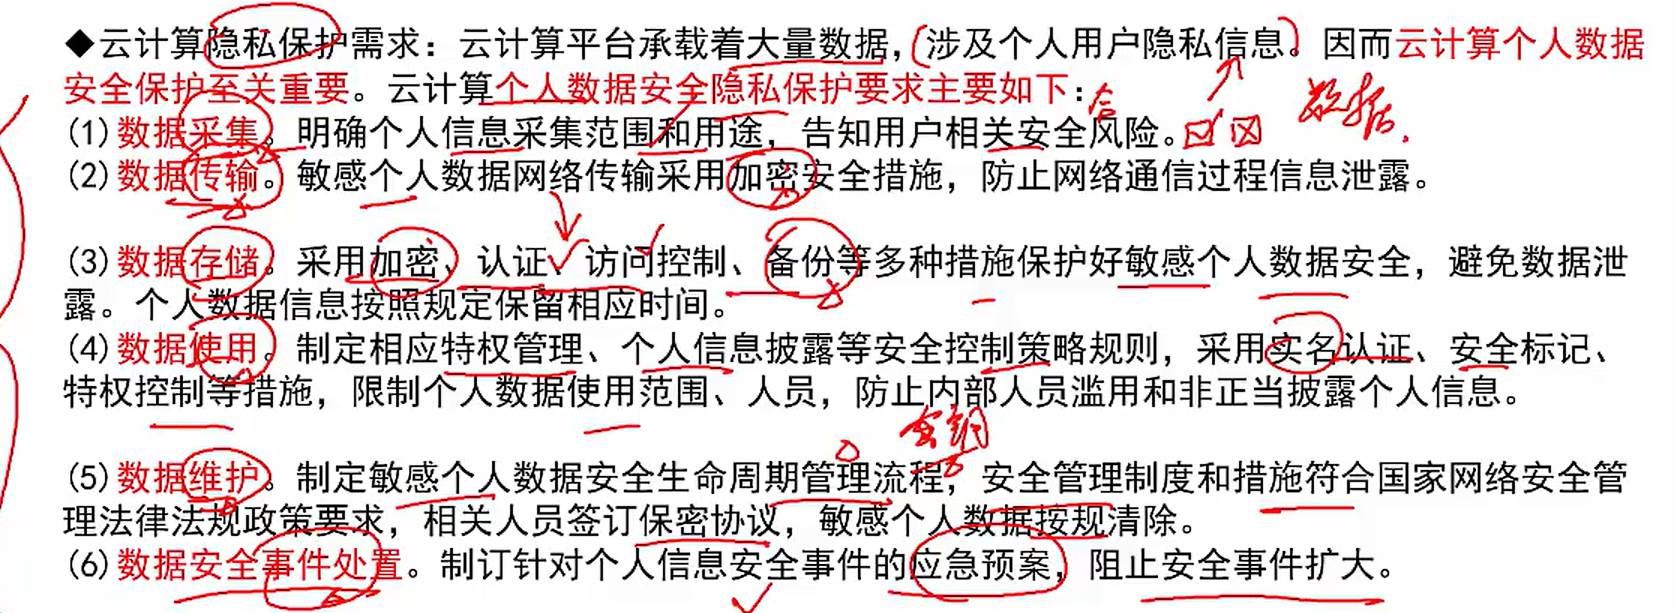 ◆云计算隐私保护需求：云计算平台承载着大量数据，涉及个人用户隐私信息。因而云计算个人数据
安全保护至关重要。云计算个人数据安全隐私保护要求主要如下：
数据
(1)数据采集。明确个人信息采集范围和用途，告知用户相关安全风险。
(2)数据传输。敏感个人数据网络传输采用加密安全措施，防止网络通信过程信息泄露。
(3)数据存储。采用加密、认证、访问控制、备份等多种措施保护好敏感个人数据安全，避免数据泄
露。个人数据信息按照规定保留相应时间。
(4)数据使用。制定相应特权管理、个人信息披露等安全控制策略规则，采用实名认证、安全标记、
特权控制等措施，限制个人数据使用范围、人员，防止内部人员滥用和非正当披露个人信息。
密钥
(5)数据维护。制定敏感个人数据安全生命周期管理流程，安全管理制度和措施符合国家网络安全管
理法律法规政策要求，相关人员签订保密协议，敏感个人数据按规清除。
(6)数据安全事件处置。制订针对个人信息安全事件的应急预案，阻止安全事件扩大。